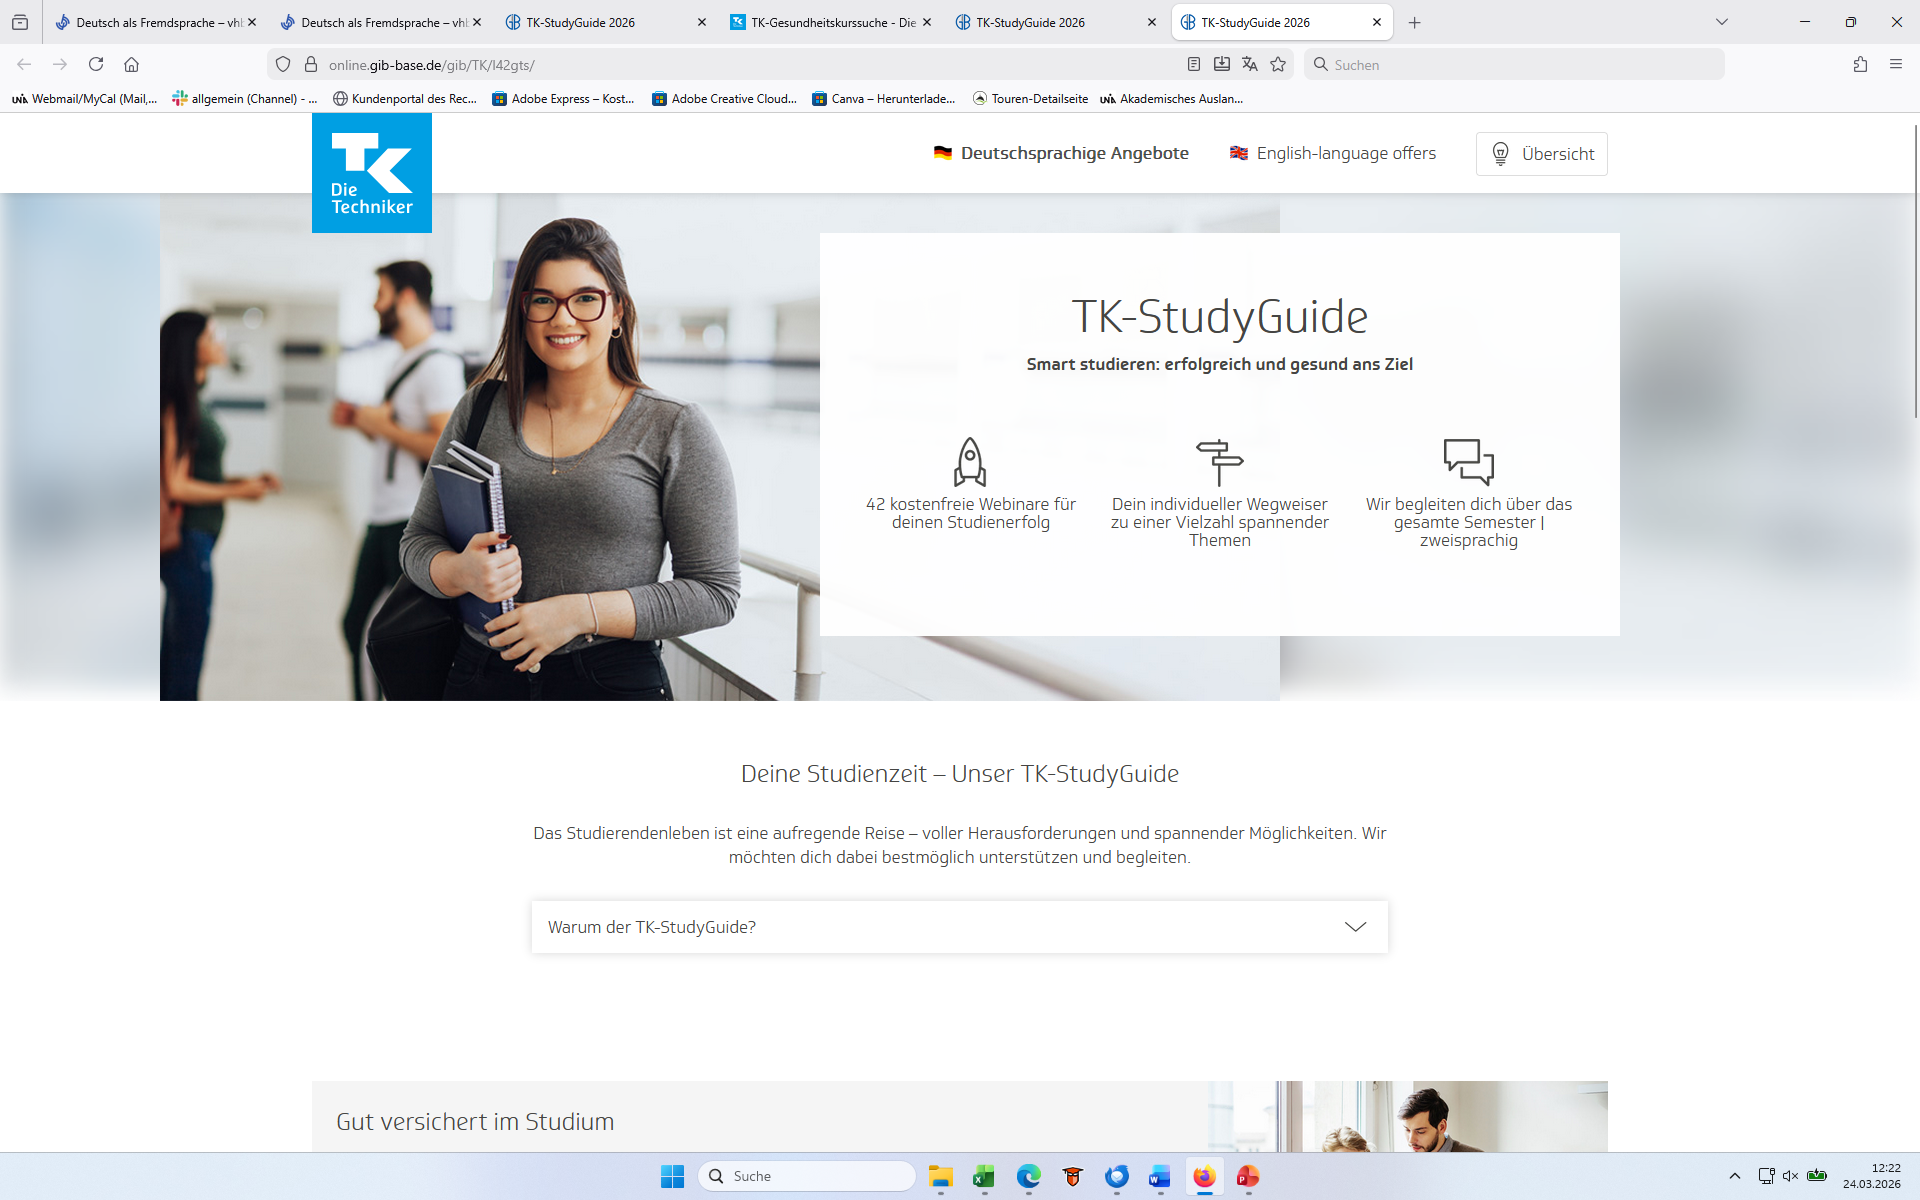 Deutsch als Fremdsprache – vhb
Deutsch als Fremdsprache – vhb
TK-StudyGuide 2026
TK-Gesundheitskurssuche - Die
TK-StudyGuide 2026
TK-StudyGuide 2026
online.gib-base.de/gib/TK/I42gts/
Suchen
Webmail/MyCal (Mail,...
allgemein (Channel) - ...
Kundenportal des Rec...
Adobe Express – Kost...
Adobe Creative Cloud...
Canva – Herunterlade...
Touren-Detailseite
Akademisches Auslan...
TK
Die
Techniker
Deutschsprachige Angebote
English-language offers
Übersicht
TK-StudyGuide
Smart studieren: erfolgreich und gesund ans Ziel
42 kostenfreie Webinare für
deinen Studienerfolg
Dein individueller Wegweiser
zu einer Vielzahl spannender
Themen
Wir begleiten dich über das
gesamte Semester |
zweisprachig
Deine Studienzeit – Unser TK-StudyGuide
Das Studierendenleben ist eine aufregende Reise – voller Herausforderungen und spannender Möglichkeiten. Wir
möchten dich dabei bestmöglich unterstützen und begleiten.
Warum der TK-StudyGuide?
Gut versichert im Studium
Suche
12:22
24.03.2026